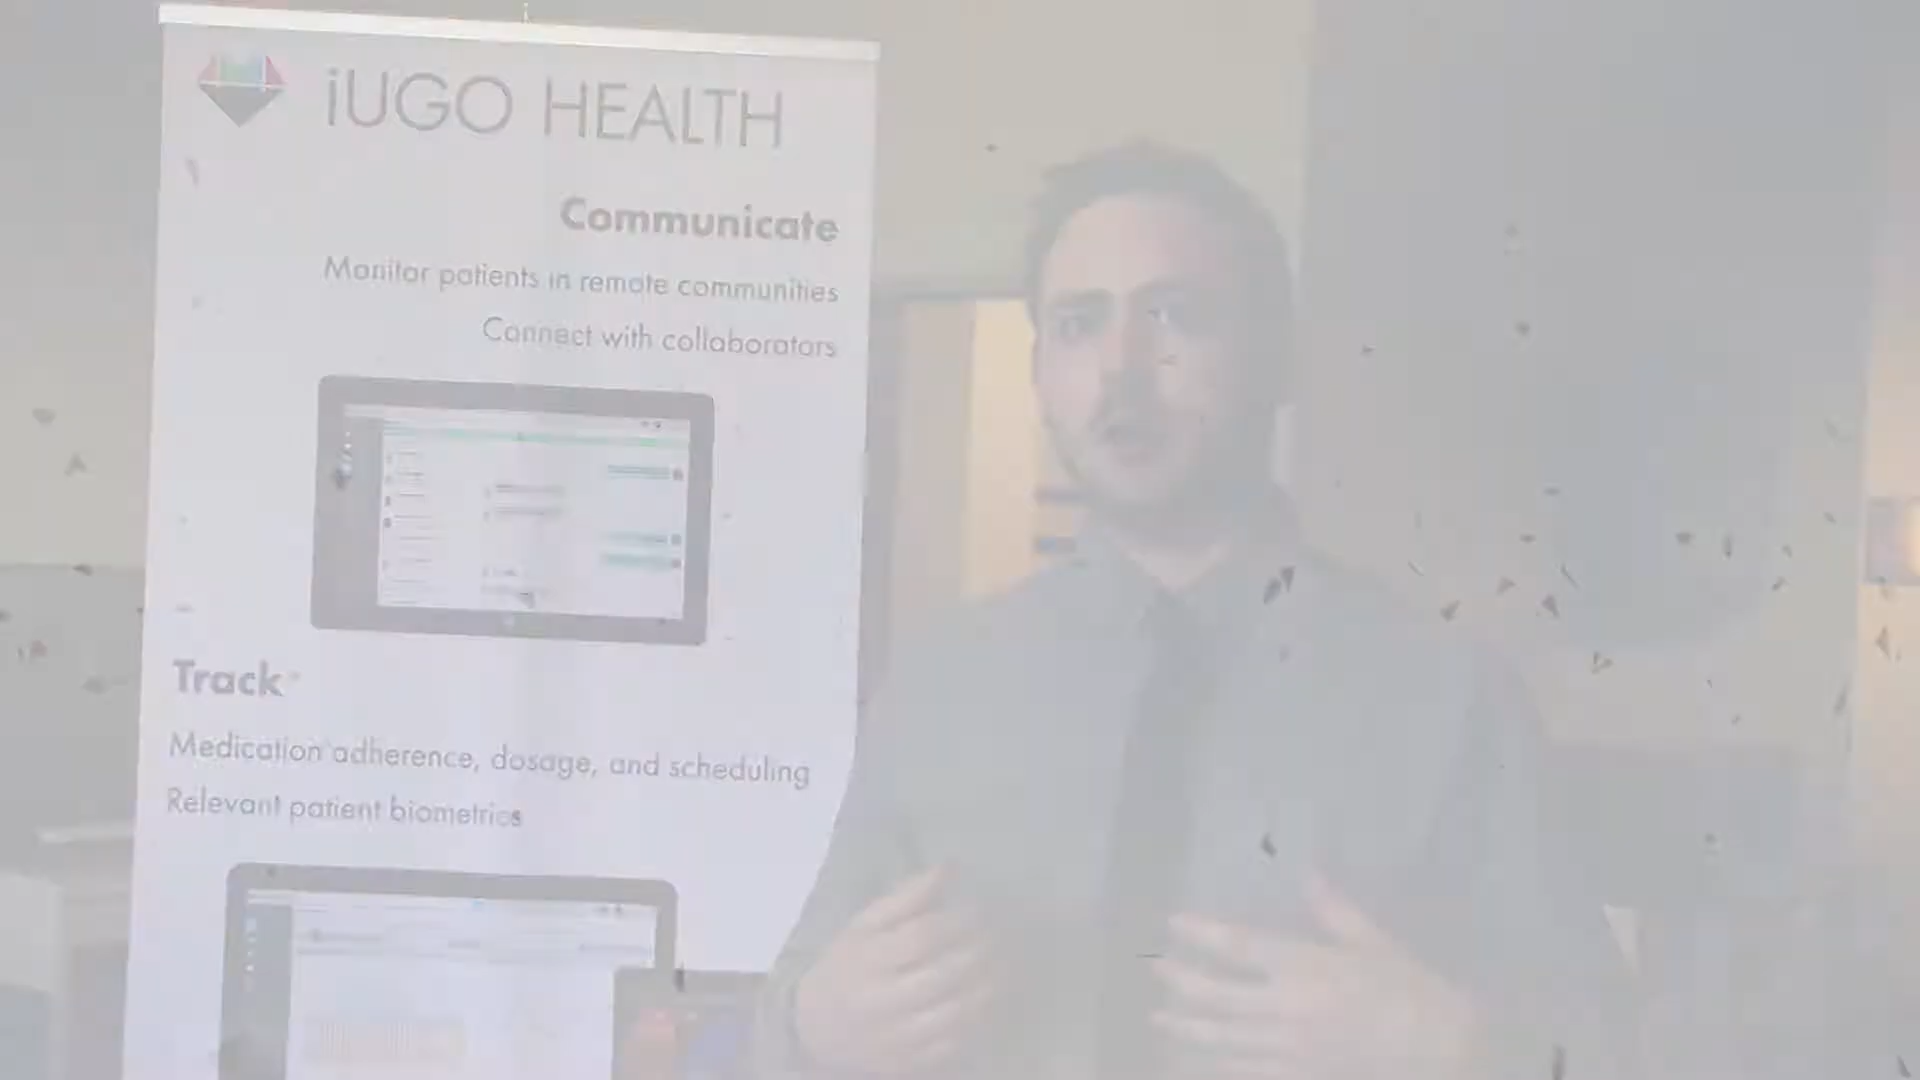 iUGO HEALTH
Communicate
Monitor patients in remote communities
Connect with collaborators
Track
Medication adherence, dosage, and scheduling
Relevant patient biometrics